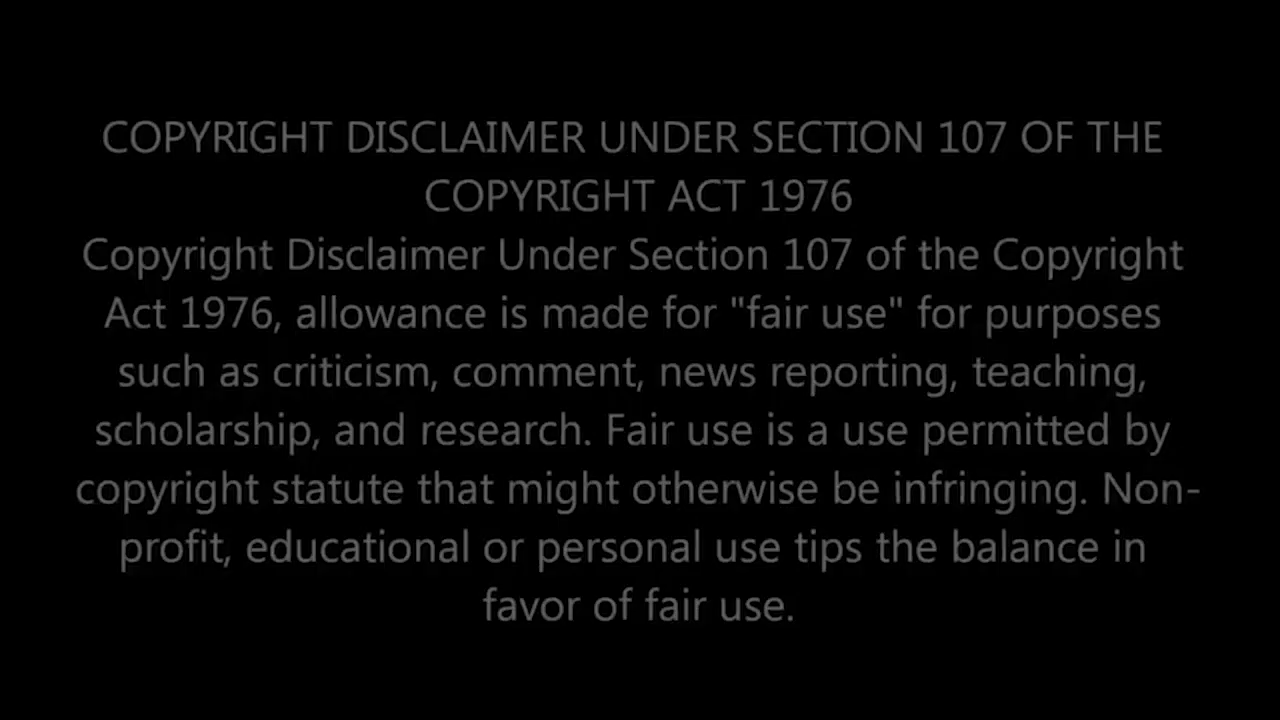 COPYRIGHT DISCLAIMER UNDER SECTION 107 OF THE
COPYRIGHT ACT 1976
Copyright Disclaimer Under Section 107 of the Copyright
Act 1976, allowance is made for "fair use" for purposes
such as criticism, comment, news reporting, teaching,
scholarship, and research. Fair use is a use permitted by
copyright statute that might otherwise be infringing. Non-
profit, educational or personal use tips the balance in
favor of fair use.